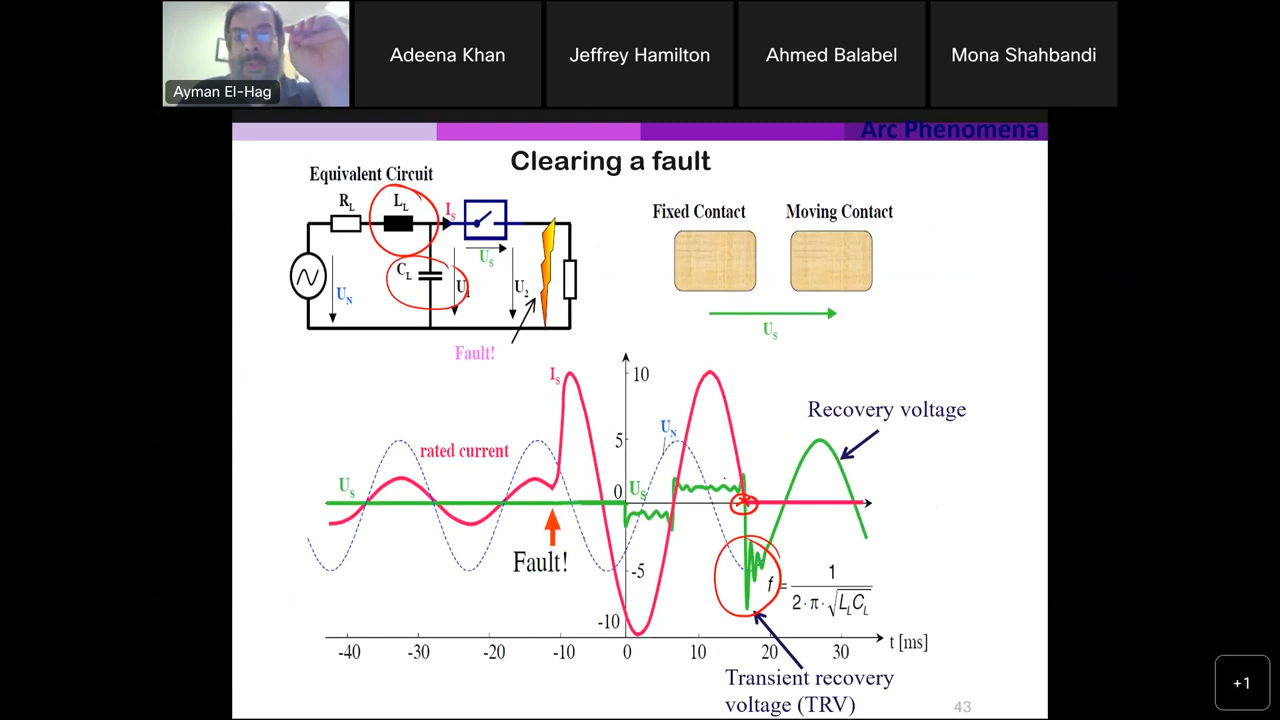 Ayman El-Hag
Adeena Khan
Jeffrey Hamilton
Ahmed Balabel
Mona Shahbandi
Arc Phenomena
Clearing a fault
Equivalent Circuit
R_L
L_L
I_S
C_L
U_N
U_1
U_S
U_2
Fault!
Fixed Contact
Moving Contact
U_S
I_S
10
5
0
-5
-10
U_N
rated current
U_S
U_S
Recovery voltage
Fault!
f = 1 / (2·π·√L_L C_L)
-40
-30
-20
-10
0
10
20
30
t [ms]
Transient recovery
voltage (TRV)
43
+1